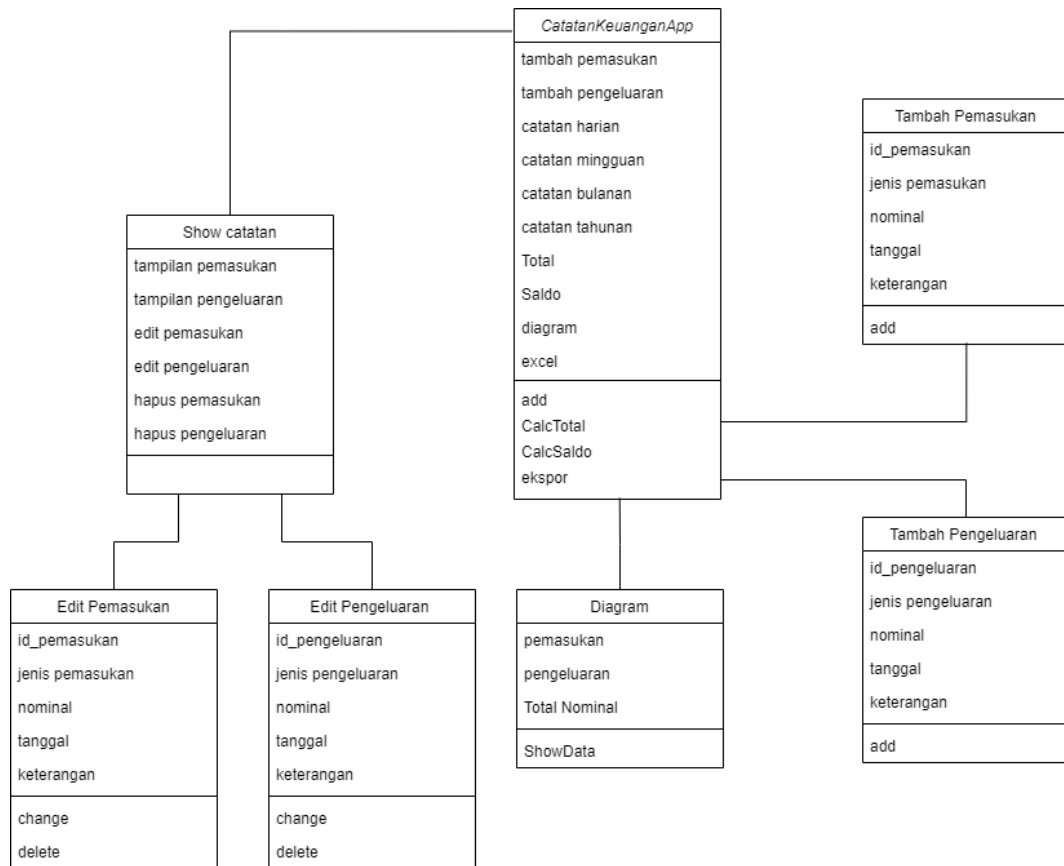 CatatanKeuanganApp
tambah pemasukan
tambah pengeluaran
catatan harian
catatan mingguan
catatan bulanan
catatan tahunan
Total
Saldo
diagram
excel
add
CalcTotal
CalcSaldo
ekspor
Tambah Pemasukan
id_pemasukan
jenis pemasukan
nominal
tanggal
keterangan
add
Show catatan
tampilan pemasukan
tampilan pengeluaran
edit pemasukan
edit pengeluaran
hapus pemasukan
hapus pengeluaran
Tambah Pengeluaran
id_pengeluaran
jenis pengeluaran
nominal
tanggal
keterangan
add
Edit Pemasukan
id_pemasukan
jenis pemasukan
nominal
tanggal
keterangan
change
delete
Edit Pengeluaran
id_pengeluaran
jenis pengeluaran
nominal
tanggal
keterangan
change
delete
Diagram
pemasukan
pengeluaran
Total Nominal
ShowData